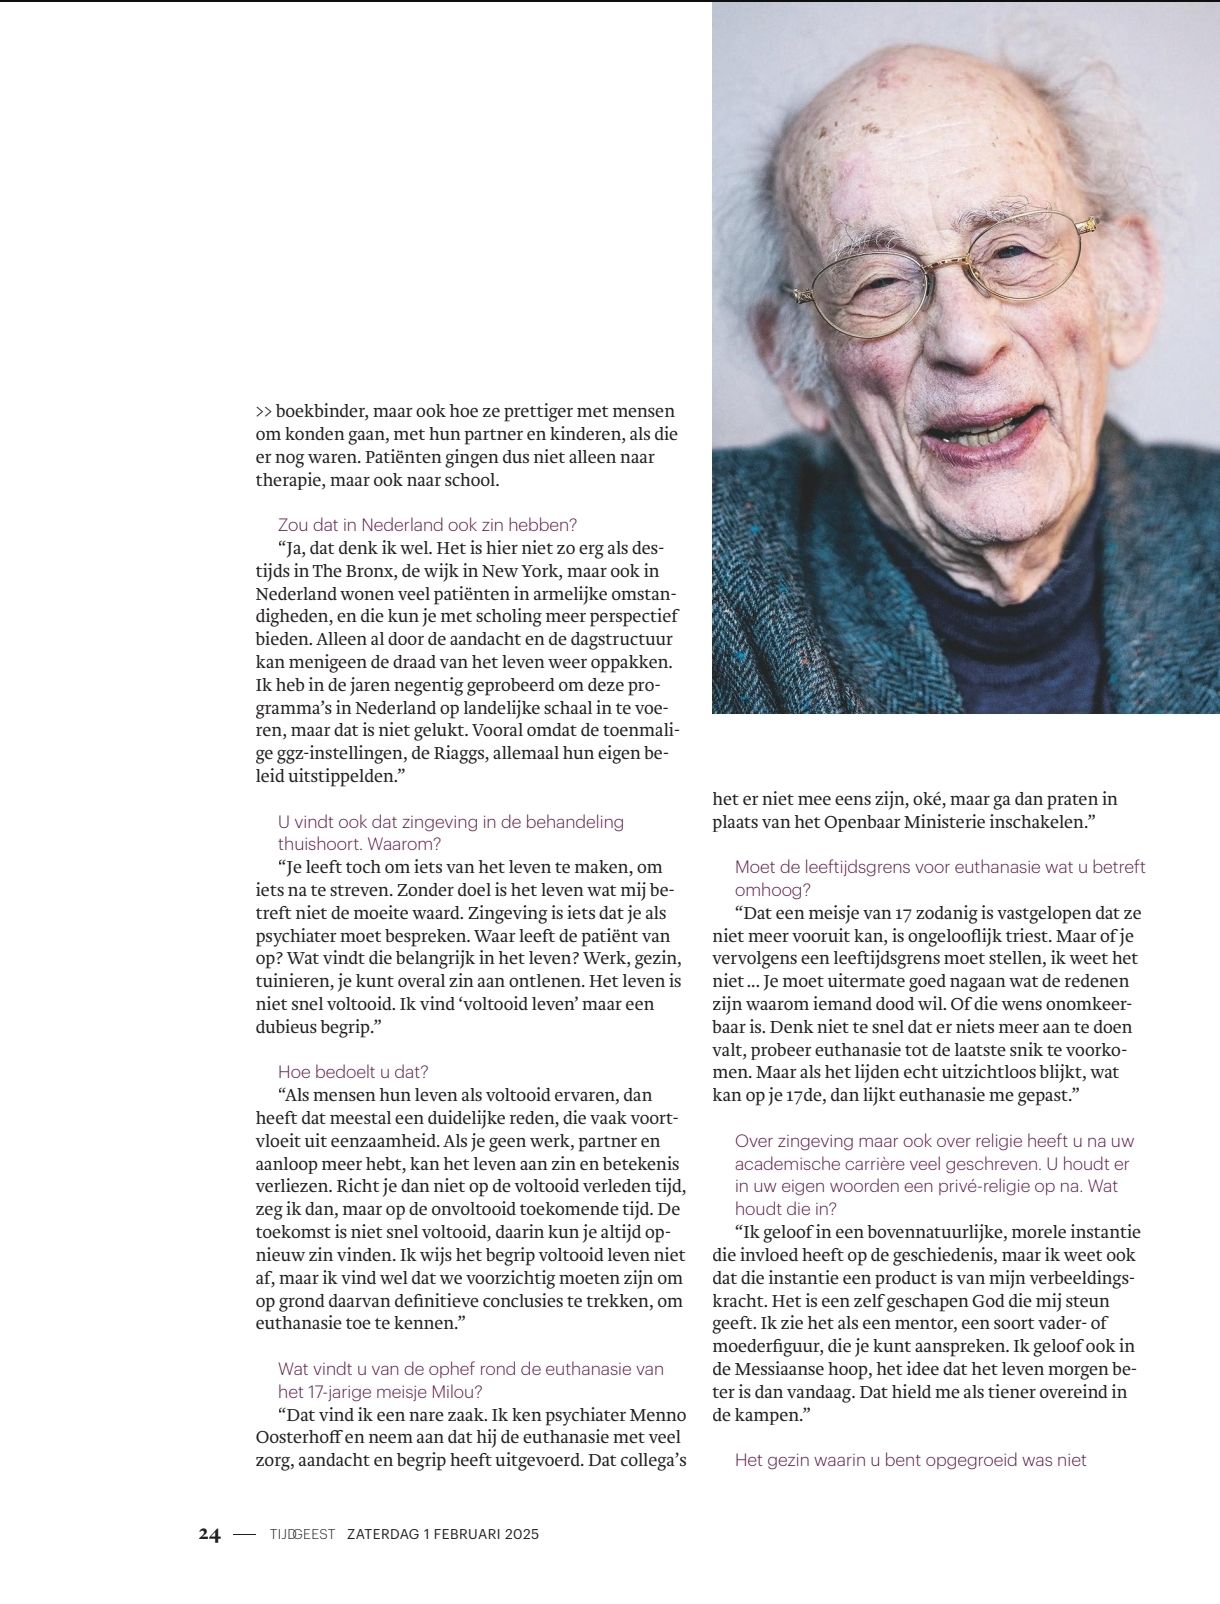 >> boekbinder, maar ook hoe ze prettiger met mensen
om konden gaan, met hun partner en kinderen, als die
er nog waren. Patiënten gingen dus niet alleen naar
therapie, maar ook naar school.
Zou dat in Nederland ook zin hebben?
“Ja, dat denk ik wel. Het is hier niet zo erg als des-
tijds in The Bronx, de wijk in New York, maar ook in
Nederland wonen veel patiënten in armelijke omstan-
digheden, en die kun je met scholing meer perspectief
bieden. Alleen al door de aandacht en de dagstructuur
kan menigeen de draad van het leven weer oppakken.
Ik heb in de jaren negentig geprobeerd om deze pro-
gramma’s in Nederland op landelijke schaal in te voe-
ren, maar dat is niet gelukt. Vooral omdat de toenmali-
ge ggz-instellingen, de Riaggs, allemaal hun eigen be-
leid uitstippelden.”
U vindt ook dat zingeving in de behandeling
thuishoort. Waarom?
“Je leeft toch om iets van het leven te maken, om
iets na te streven. Zonder doel is het leven wat mij be-
treft niet de moeite waard. Zingeving is iets dat je als
psychiater moet bespreken. Waar leeft de patiënt van
op? Wat vindt die belangrijk in het leven? Werk, gezin,
tuinieren, je kunt overal zin aan ontlenen. Het leven is
niet snel voltooid. Ik vind ‘voltooid leven’ maar een
dubieus begrip.”
Hoe bedoelt u dat?
“Als mensen hun leven als voltooid ervaren, dan
heeft dat meestal een duidelijke reden, die vaak voort-
vloeit uit eenzaamheid. Als je geen werk, partner en
aanloop meer hebt, kan het leven aan zin en betekenis
verliezen. Richt je dan niet op de voltooid verleden tijd,
zeg ik dan, maar op de onvoltooid toekomende tijd. De
toekomst is niet snel voltooid, daarin kun je altijd op-
nieuw zin vinden. Ik wijs het begrip voltooid leven niet
af, maar ik vind wel dat we voorzichtig moeten zijn om
op grond daarvan definitieve conclusies te trekken, om
euthanasie toe te kennen.”
Wat vindt u van de ophef rond de euthanasie van
het 17-jarige meisje Milou?
“Dat vind ik een nare zaak. Ik ken psychiater Menno
Oosterhoff en neem aan dat hij de euthanasie met veel
zorg, aandacht en begrip heeft uitgevoerd. Dat collega’s
het er niet mee eens zijn, oké, maar ga dan praten in
plaats van het Openbaar Ministerie inschakelen.”
Moet de leeftijdsgrens voor euthanasie wat u betreft
omhoog?
“Dat een meisje van 17 zodanig is vastgelopen dat ze
niet meer vooruit kan, is ongelooflijk triest. Maar of je
vervolgens een leeftijdsgrens moet stellen, ik weet het
niet ... Je moet uitermate goed nagaan wat de redenen
zijn waarom iemand dood wil. Of die wens onomkeer-
baar is. Denk niet te snel dat er niets meer aan te doen
valt, probeer euthanasie tot de laatste snik te voorko-
men. Maar als het lijden echt uitzichtloos blijkt, wat
kan op je 17de, dan lijkt euthanasie me gepast.”
Over zingeving maar ook over religie heeft u na uw
academische carrière veel geschreven. U houdt er
in uw eigen woorden een privé-religie op na. Wat
houdt die in?
“Ik geloof in een bovennatuurlijke, morele instantie
die invloed heeft op de geschiedenis, maar ik weet ook
dat die instantie een product is van mijn verbeeldings-
kracht. Het is een zelf geschapen God die mij steun
geeft. Ik zie het als een mentor, een soort vader- of
moederfiguur, die je kunt aanspreken. Ik geloof ook in
de Messiaanse hoop, het idee dat het leven morgen be-
ter is dan vandaag. Dat hield me als tiener overeind in
de kampen.”
Het gezin waarin u bent opgegroeid was niet
24 — TIJDGEEST ZATERDAG 1 FEBRUARI 2025